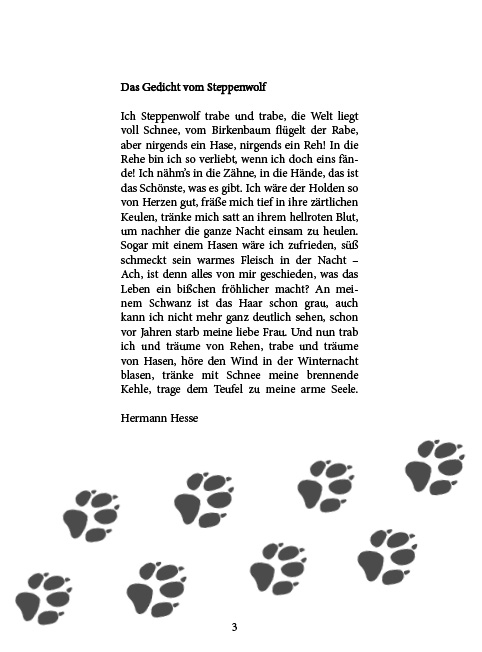 Das Gedicht vom Steppenwolf
Ich Steppenwolf trabe und trabe, die Welt liegt
voll Schnee, vom Birkenbaum flügelt der Rabe,
aber nirgends ein Hase, nirgends ein Reh! In die
Rehe bin ich so verliebt, wenn ich doch eins fän-
de! Ich nähm's in die Zähne, in die Hände, das ist
das Schönste, was es gibt. Ich wäre der Holden so
von Herzen gut, fräße mich tief in ihre zärtlichen
Keulen, tränke mich satt an ihrem hellroten Blut,
um nachher die ganze Nacht einsam zu heulen.
Sogar mit einem Hasen wäre ich zufrieden, süß
schmeckt sein warmes Fleisch in der Nacht –
Ach, ist denn alles von mir geschieden, was das
Leben ein bißchen fröhlicher macht? An mei-
nem Schwanz ist das Haar schon grau, auch
kann ich nicht mehr ganz deutlich sehen, schon
vor Jahren starb meine liebe Frau. Und nun trab
ich und träume von Rehen, trabe und träume
von Hasen, höre den Wind in der Winternacht
blasen, tränke mit Schnee meine brennende
Kehle, trage dem Teufel zu meine arme Seele.
Hermann Hesse
3